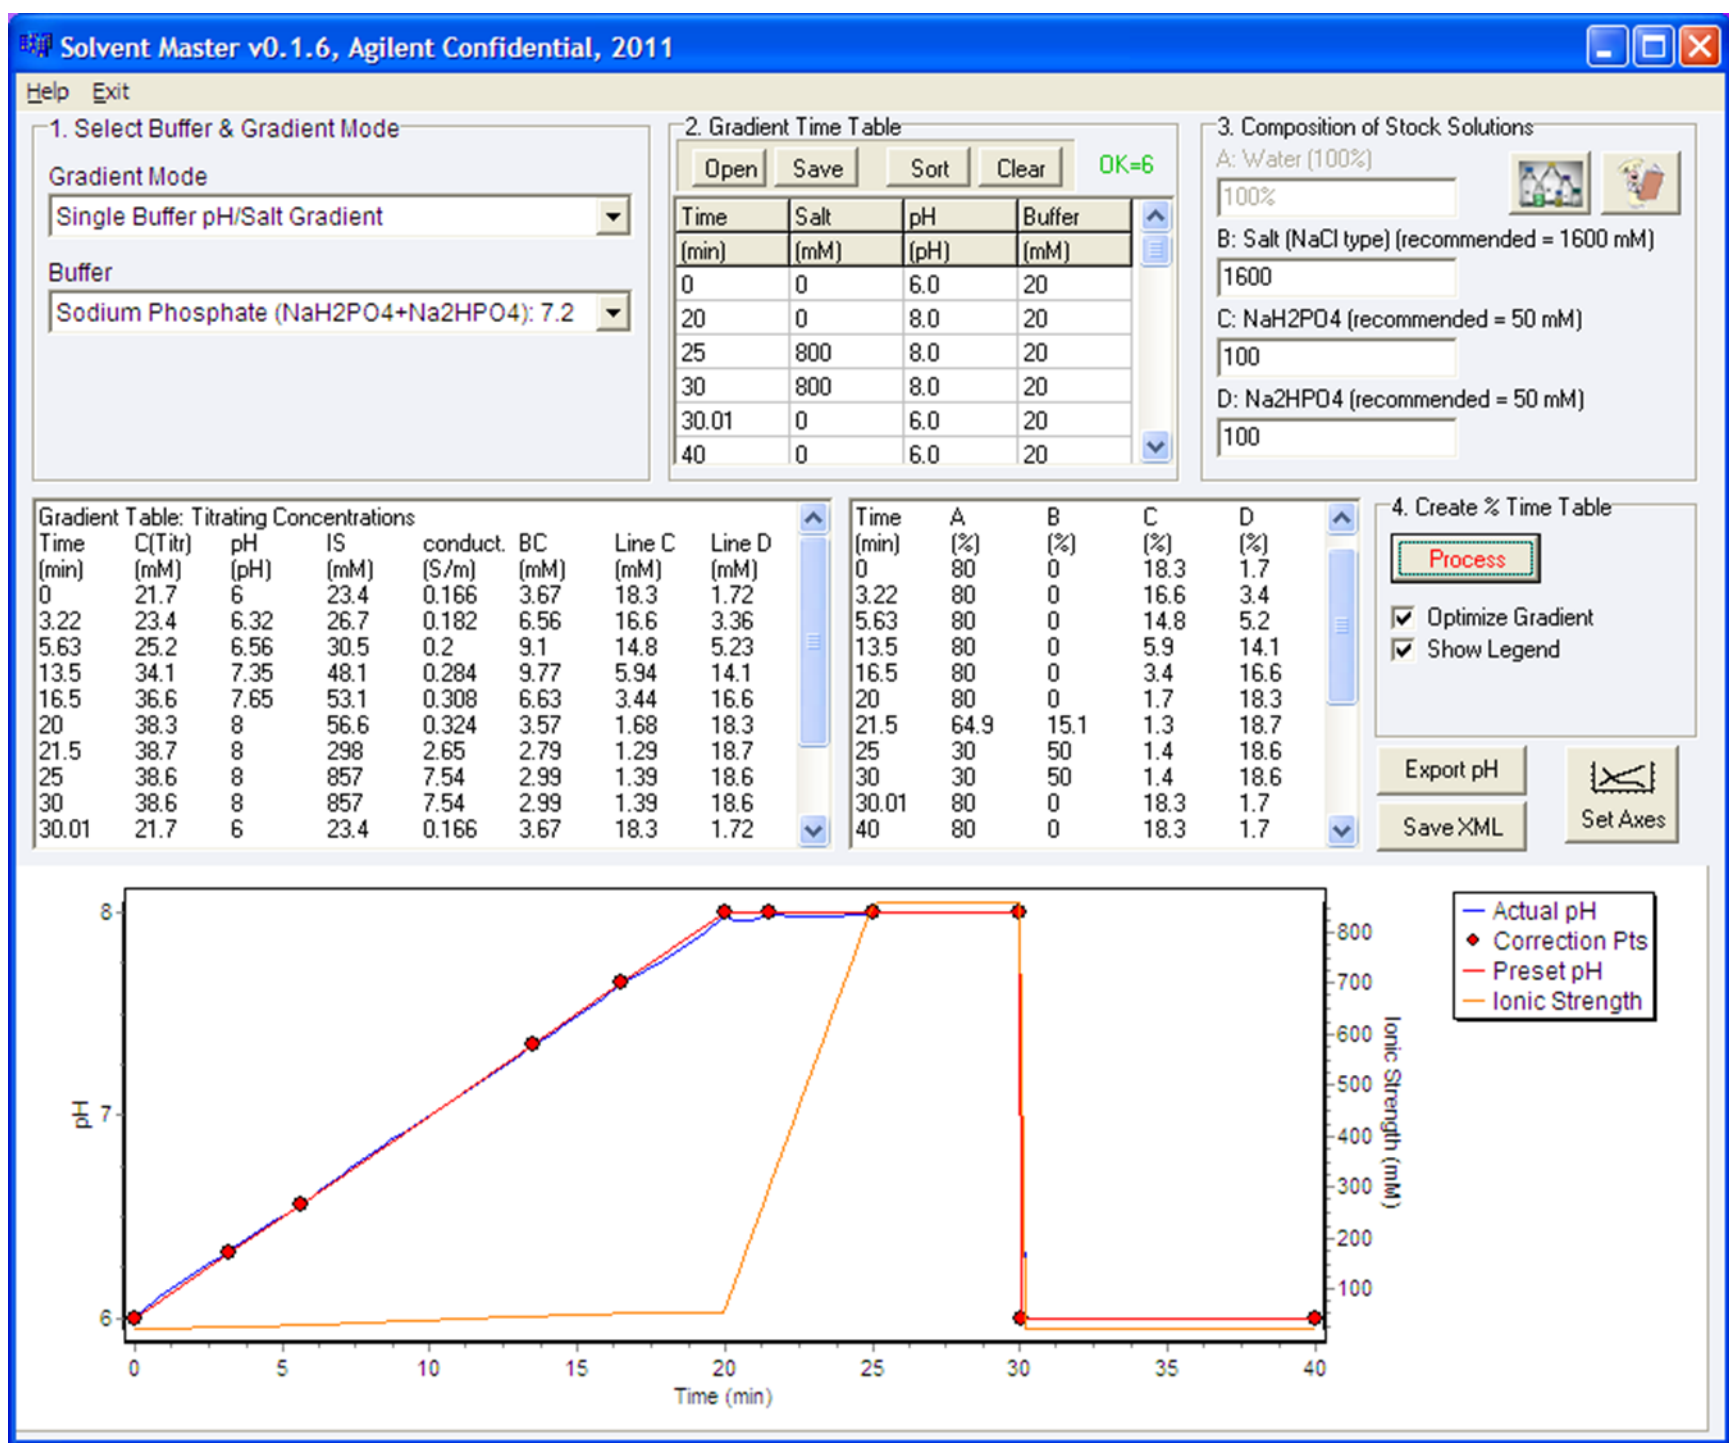 Solvent Master v0.1.6, Agilent Confidential, 2011
Help Exit
1. Select Buffer & Gradient Mode
Gradient Mode
Single Buffer pH/Salt Gradient
Buffer
Sodium Phosphate (NaH2PO4+Na2HPO4): 7.2
2. Gradient Time Table
Open Save Sort Clear OK=6
Time Salt pH Buffer
(min) (mM) (pH) (mM)
0 0 6.0 20
20 0 8.0 20
25 800 8.0 20
30 800 8.0 20
30.01 0 6.0 20
40 0 6.0 20
3. Composition of Stock Solutions
A: Water (100%)
100%
B: Salt (NaCl type) (recommended = 1600 mM)
1600
C: NaH2PO4 (recommended = 50 mM)
100
D: Na2HPO4 (recommended = 50 mM)
100
Gradient Table: Titrating Concentrations
Time C(Titr) pH IS conduct. BC Line C Line D
(min) (mM) (pH) (mM) (S/m) (mM) (mM) (mM)
0 21.7 6 23.4 0.166 3.67 18.3 1.72
3.22 23.4 6.32 26.7 0.182 6.56 16.6 3.36
5.63 25.2 6.56 30.5 0.2 9.1 14.8 5.23
13.5 34.1 7.35 48.1 0.284 9.77 5.94 14.1
16.5 36.6 7.65 53.1 0.308 6.63 3.44 16.6
20 38.3 8 56.6 0.324 3.57 1.68 18.3
21.5 38.7 8 298 2.65 2.79 1.29 18.7
25 38.6 8 857 7.54 2.99 1.39 18.6
30 38.6 8 857 7.54 2.99 1.39 18.6
30.01 21.7 6 23.4 0.166 3.67 18.3 1.72
Time A B C D
(min) (%) (%) (%) (%)
0 80 0 18.3 1.7
3.22 80 0 16.6 3.4
5.63 80 0 14.8 5.2
13.5 80 0 5.9 14.1
16.5 80 0 3.4 16.6
20 80 0 1.7 18.3
21.5 64.9 15.1 1.3 18.7
25 30 50 1.4 18.6
30 30 50 1.4 18.6
30.01 80 0 18.3 1.7
40 80 0 18.3 1.7
4. Create % Time Table
Process
Optimize Gradient
Show Legend
Export pH
Save XML
Set Axes
8
7
6
pH
0 5 10 15 20 25 30 35 40
Time (min)
800
700
600
500
400
300
200
100
Ionic Strength (mM)
Actual pH
Correction Pts
Preset pH
Ionic Strength